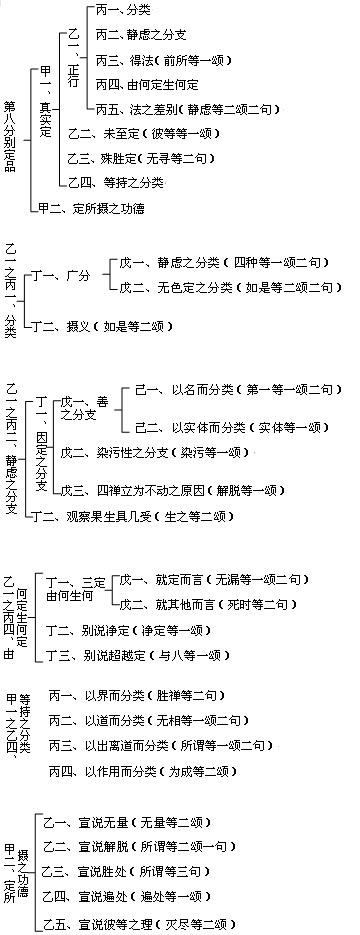 第八分别定品
甲一、真实定
乙一、正行
丙一、分类
丙二、静虑之分支
丙三、得法（前所等一颂）
丙四、由何定生何定
丙五、法之差别（静虑等二颂二句）
乙二、未至定（彼等等一颂）
乙三、殊胜定（无寻等二句）
乙四、等持之分类
甲二、定所摄之功德
乙一之丙一、分类
丁一、广分
戊一、静虑之分类（四种等一颂二句）
戊二、无色定之分类（如是等二颂二句）
丁二、摄义（如是等二颂）
乙一之丙二、静虑之分支
丁一、因定之分支
戊一、善
之分支
己一、以名而分类（第一等一颂二句）
己二、以实体而分类（实体等一颂）
戊二、染污性之分支（染污等一颂）
戊三、四禅立为不动之原因（解脱等一颂）
丁二、观察果生具几受（生之等二颂）
乙一之丙四、由
何定生何定
丁一、三定
由何生何
戊一、就定而言（无漏等一颂二句）
戊二、就其他而言（死时等二句）
丁二、别说净定（净定等一颂）
丁三、别说超越定（与八等一颂）
甲一之乙四、
等持之分类
丙一、以界而分类（胜禅等二句）
丙二、以道而分类（无相等一颂二句）
丙三、以出离道而分类（所谓等一颂二句）
丙四、以作用而分类（为成等二颂）
甲二、定所
摄之功德
乙一、宣说无量（无量等二颂）
乙二、宣说解脱（所谓等二颂一句）
乙三、宣说胜处（所谓等三句）
乙四、宣说遍处（遍处等一颂）
乙五、宣说彼等之理（灭尽等二颂）